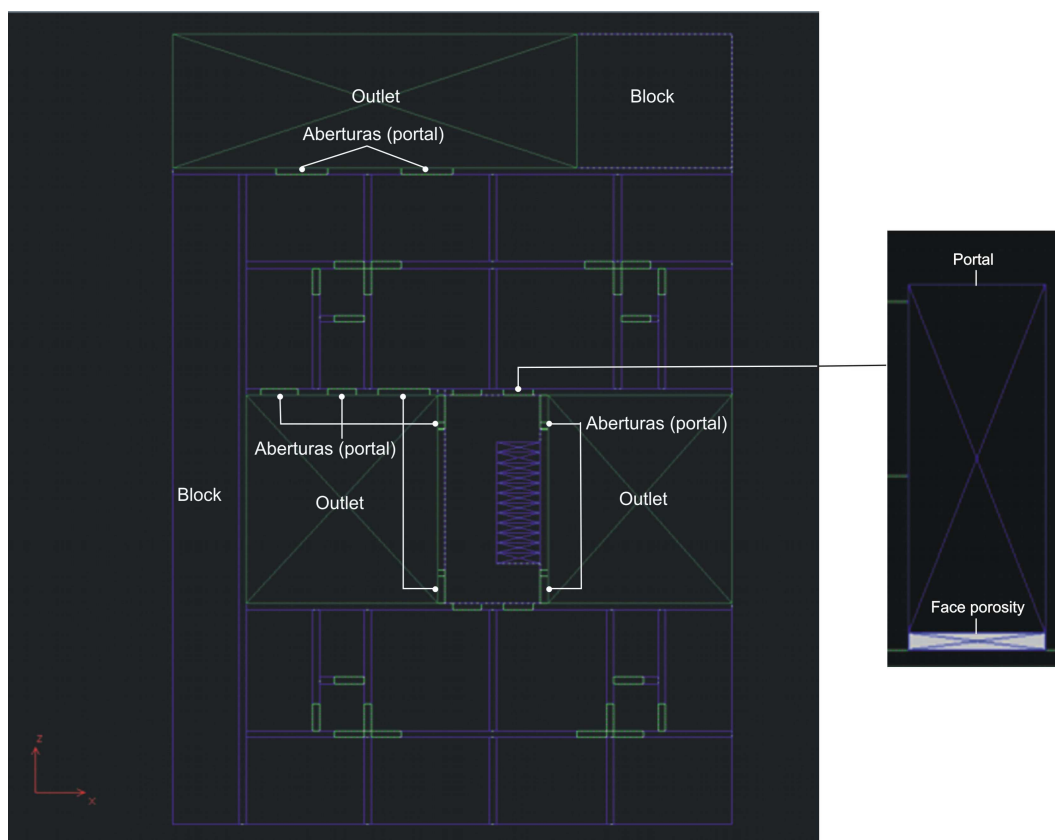 Outlet
Block
Aberturas (portal)
Portal
Aberturas (portal)
Aberturas (portal)
Block
Outlet
Outlet
Face porosity
z
x